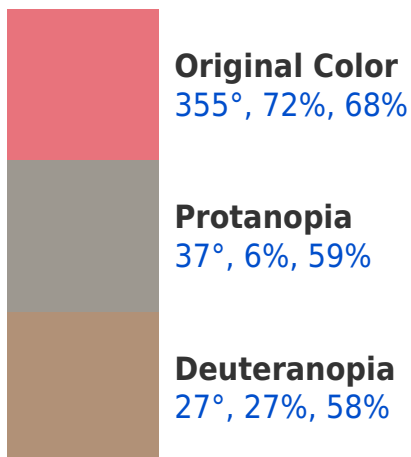 Original Color
355°, 72%, 68%
Protanopia
37°, 6%, 59%
Deuteranopia
27°, 27%, 58%